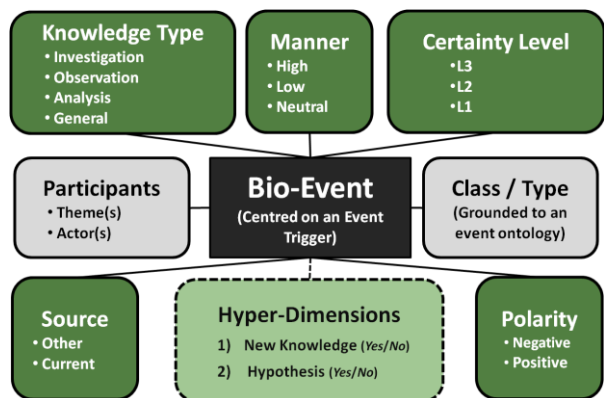 Knowledge Type
• Investigation
• Observation
• Analysis
• General
Manner
• High
• Low
• Neutral
Certainty Level
•L3
•L2
•L1
Participants
• Theme(s)
• Actor(s)
Bio-Event
(Centred on an Event
Trigger)
Class / Type
(Grounded to an
event ontology)
Source
• Other
• Current
Hyper-Dimensions
1) New Knowledge (Yes/No)
2) Hypothesis (Yes/No)
Polarity
• Negative
• Positive